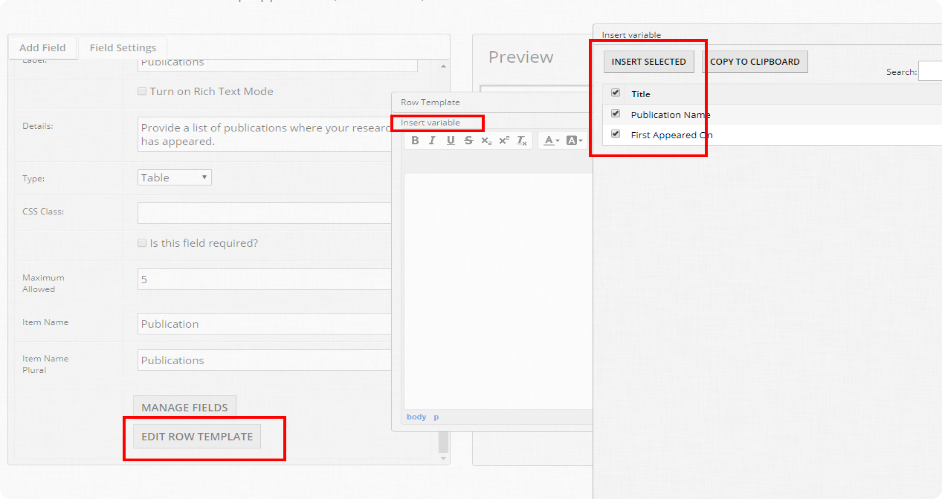 Add Field
Field Settings
Label:
Publications
Turn on Rich Text Mode
Details:
Provide a list of publications where your researc
has appeared.
Type:
Table
CSS Class:
Is this field required?
Maximum
Allowed
5
Item Name
Publication
Item Name
Plural
Publications
MANAGE FIELDS
EDIT ROW TEMPLATE
Preview
Row Template
Insert variable
B I U S x₂ x² Tx A A
body p
Insert variable
INSERT SELECTED
COPY TO CLIPBOARD
Search:
Title
Publication Name
First Appeared On